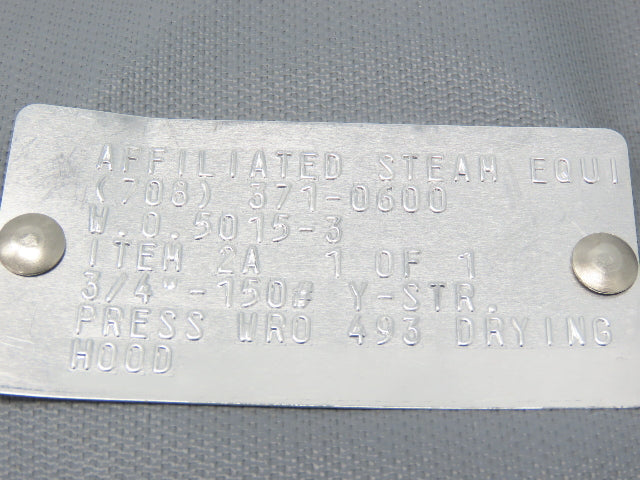 AFFILIATED STEAM EQUI
(708) 371-0600
W.O.5015-3
ITEM 2A 1 OF 1
3/4"-150# Y-STR.
PRESS WRO 493 DRYING
HOOD